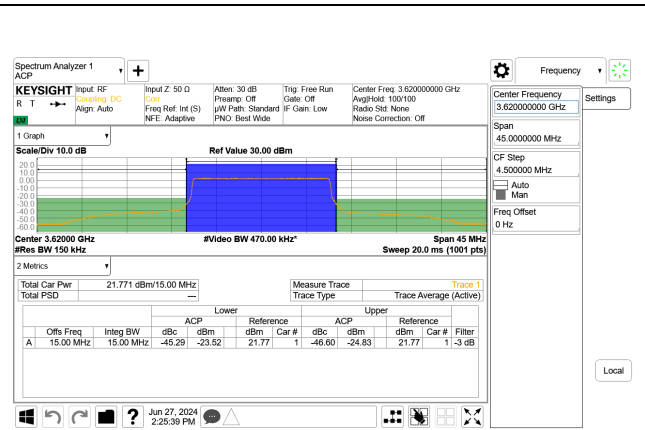 Spectrum Analyzer 1
ACP
Frequency
KEYSIGHT
R T
LNI
Input: RF
Coupling: DC
Align: Auto
Input Z: 50 Ω
Corr
Freq Ref: Int (S)
NFE: Adaptive
Atten: 30 dB
Preamp: Off
µW Path: Standard
PNO: Best Wide
Trig: Free Run
Gate: Off
IF Gain: Low
Center Freq: 3.620000000 GHz
Avg|Hold: 100/100
Radio Std: None
Noise Correction: Off
Center Frequency
3.620000000 GHz
Settings
Span
45.0000000 MHz
CF Step
4.500000 MHz
Auto
Man
Freq Offset
0 Hz
1 Graph
Scale/Div 10.0 dB
Ref Value 30.00 dBm
20.0
10.0
0.00
-10.0
-20.0
-30.0
-40.0
-50.0
-60.0
Center 3.62000 GHz
#Video BW 470.00 kHz*
Span 45 MHz
#Res BW 150 kHz
Sweep 20.0 ms (1001 pts)
2 Metrics
Total Car Pwr 21.771 dBm/15.00 MHz Measure Trace Trace 1
Total PSD --- Trace Type Trace Average (Active)
Lower Upper
ACP Reference ACP Reference
Offs Freq Integ BW dBc dBm dBm Car # dBc dBm dBm Car # Filter
A 15.00 MHz 15.00 MHz -45.29 -23.52 21.77 1 -46.60 -24.83 21.77 1 -3 dB
Local
?
Jun 27, 2024
2:25:39 PM